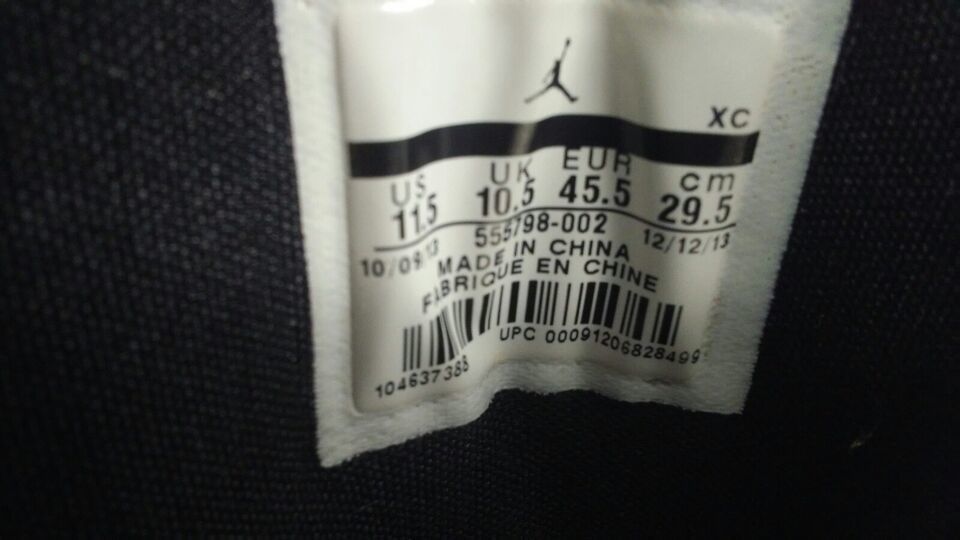 XC
US UK EUR cm
11.5 10.5 45.5 29.5
10/09/13 555798-002 12/12/13
MADE IN CHINA
FABRIQUE EN CHINE
UPC 00091206828499
104637388